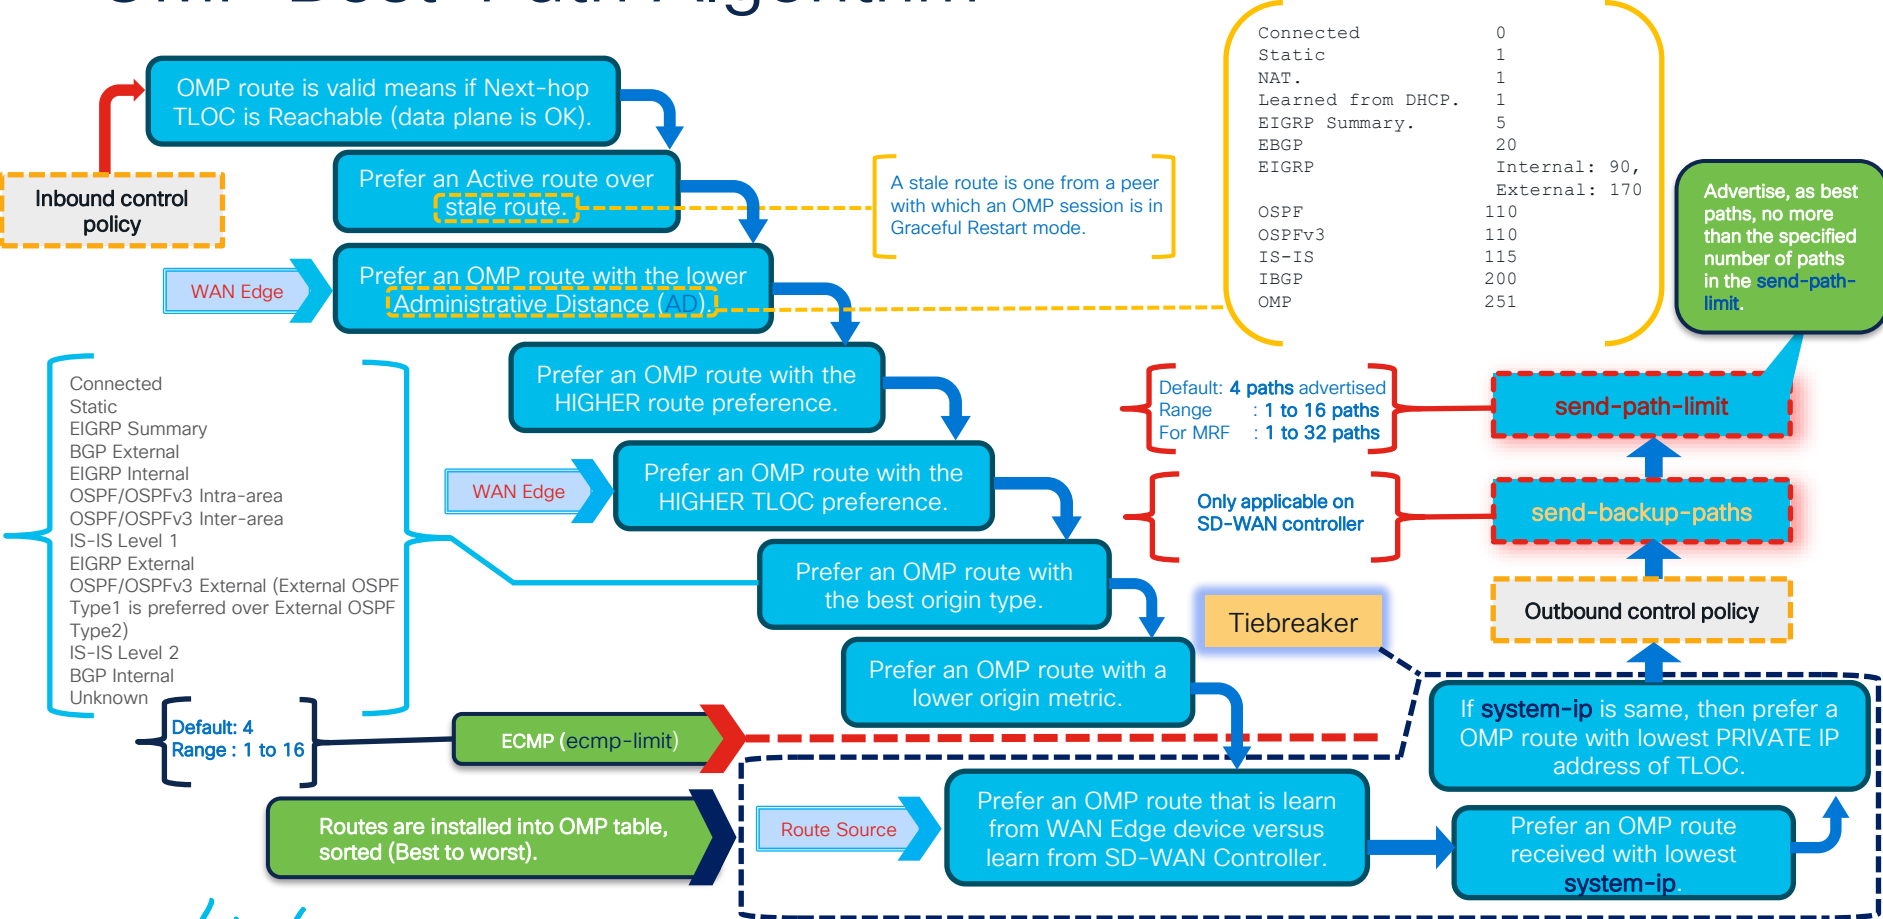 OMP Best-Path Algorithm
OMP route is valid means if Next-hop
TLOC is Reachable (data plane is OK).
Inbound control
policy
Prefer an Active route over
stale route.
A stale route is one from a peer
with which an OMP session is in
Graceful Restart mode.
WAN Edge
Prefer an OMP route with the lower
Administrative Distance (AD).
Connected 0
Static 1
NAT. 1
Learned from DHCP. 1
EIGRP Summary. 5
EBGP 20
EIGRP Internal: 90,
External: 170
OSPF 110
OSPFv3 110
IS-IS 115
IBGP 200
OMP 251
Advertise, as best
paths, no more
than the specified
number of paths
in the send-path-
limit.
Prefer an OMP route with the
HIGHER route preference.
WAN Edge
Prefer an OMP route with the
HIGHER TLOC preference.
Connected
Static
EIGRP Summary
BGP External
EIGRP Internal
OSPF/OSPFv3 Intra-area
OSPF/OSPFv3 Inter-area
IS-IS Level 1
EIGRP External
OSPF/OSPFv3 External (External OSPF
Type1 is preferred over External OSPF
Type2)
IS-IS Level 2
BGP Internal
Unknown
Prefer an OMP route with
the best origin type.
Prefer an OMP route with a
lower origin metric.
Default: 4
Range : 1 to 16
ECMP (ecmp-limit)
Routes are installed into OMP table,
sorted (Best to worst).
Tiebreaker
Route Source
Prefer an OMP route that is learn
from WAN Edge device versus
learn from SD-WAN Controller.
Prefer an OMP route
received with lowest
system-ip.
If system-ip is same, then prefer a
OMP route with lowest PRIVATE IP
address of TLOC.
Outbound control policy
send-backup-paths
Only applicable on
SD-WAN controller
send-path-limit
Default: 4 paths advertised
Range : 1 to 16 paths
For MRF : 1 to 32 paths